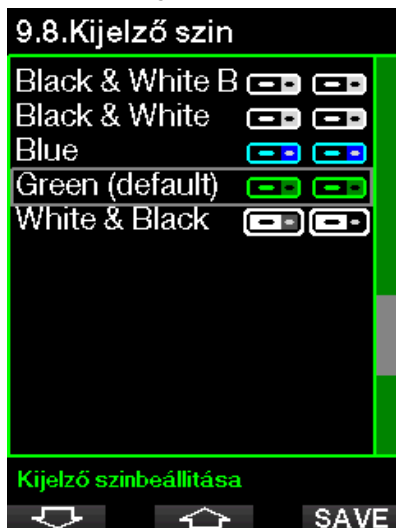 9.8.Kijelző szin
Black & White B
Black & White
Blue
Green (default)
White & Black
Kijelző szinbeállitása
SAVE